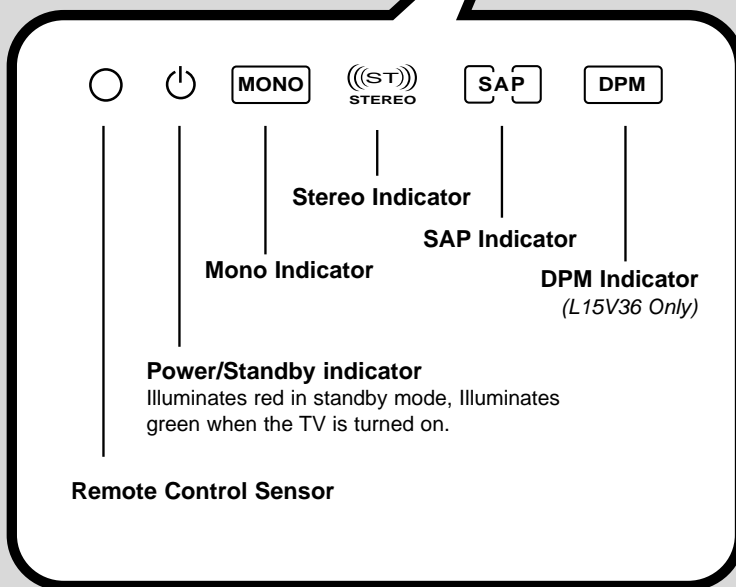 MONO ((ST)) SAP DPM
STEREO
Stereo Indicator
SAP Indicator
Mono Indicator
DPM Indicator
(L15V36 Only)
Power/Standby indicator
Illuminates red in standby mode, Illuminates
green when the TV is turned on.
Remote Control Sensor